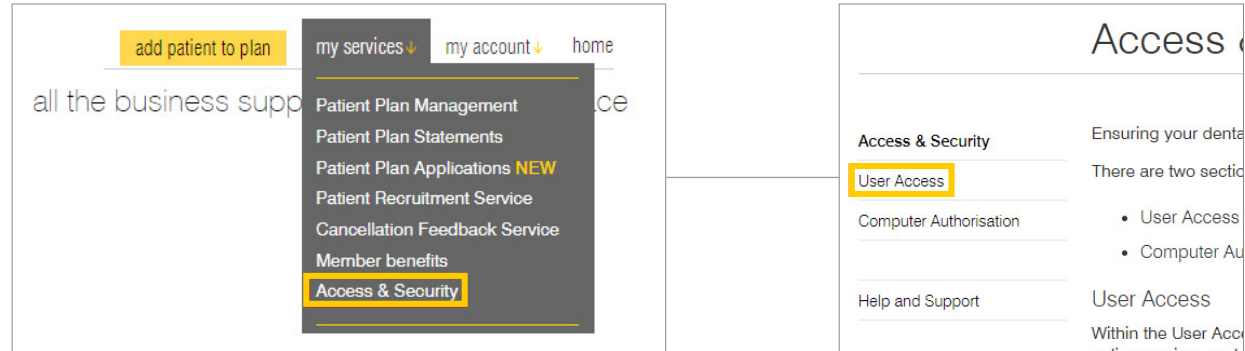 add patient to plan
my services↓
my account↓
home
all the business supp
ce
Patient Plan Management
Patient Plan Statements
Patient Plan Applications NEW
Patient Recruitment Service
Cancellation Feedback Service
Member benefits
Access & Security
Access
Access & Security
User Access
Computer Authorisation
Help and Support
Ensuring your denta
There are two sectio
• User Access
• Computer Au
User Access
Within the User Acc